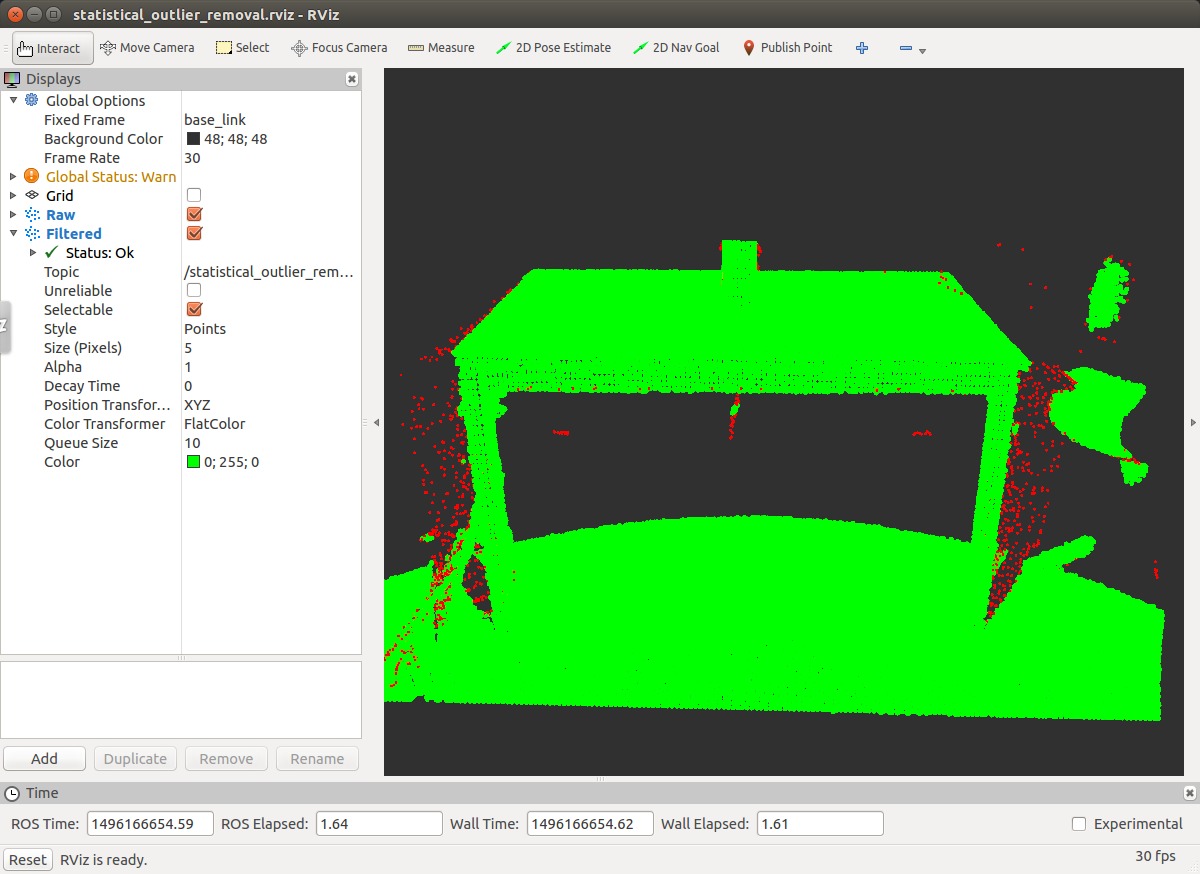 statistical_outlier_removal.rviz - RViz
Interact Move Camera Select Focus Camera Measure 2D Pose Estimate 2D Nav Goal Publish Point
Displays
Global Options
Fixed Frame base_link
Background Color 48; 48; 48
Frame Rate 30
Global Status: Warn
Grid
Raw
Filtered
Status: Ok
Topic /statistical_outlier_rem...
Unreliable
Selectable
Style Points
Size (Pixels) 5
Alpha 1
Decay Time 0
Position Transfor... XYZ
Color Transformer FlatColor
Queue Size 10
Color 0; 255; 0
Add Duplicate Remove Rename
Time
ROS Time: 1496166654.59 ROS Elapsed: 1.64 Wall Time: 1496166654.62 Wall Elapsed: 1.61 Experimental
Reset RViz is ready. 30 fps